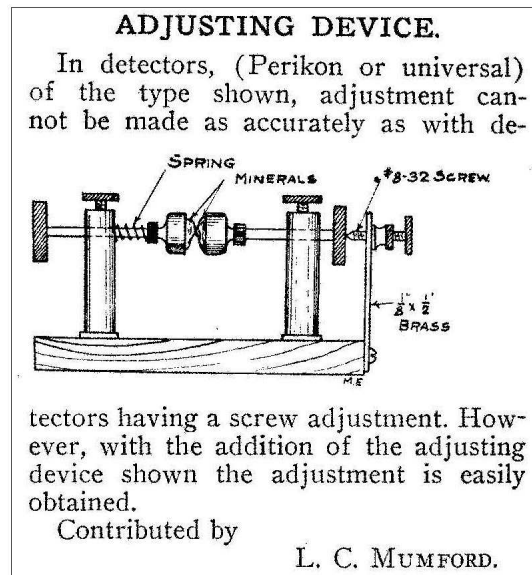 ADJUSTING DEVICE.
In detectors, (Perikon or universal)
of the type shown, adjustment can-
not be made as accurately as with de-
SPRING
MINERALS
#8-32 SCREW
1/8" x 1/2"
BRASS
M.E
tectors having a screw adjustment. How-
ever, with the addition of the adjusting
device shown the adjustment is easily
obtained.
Contributed by
L. C. MUMFORD.